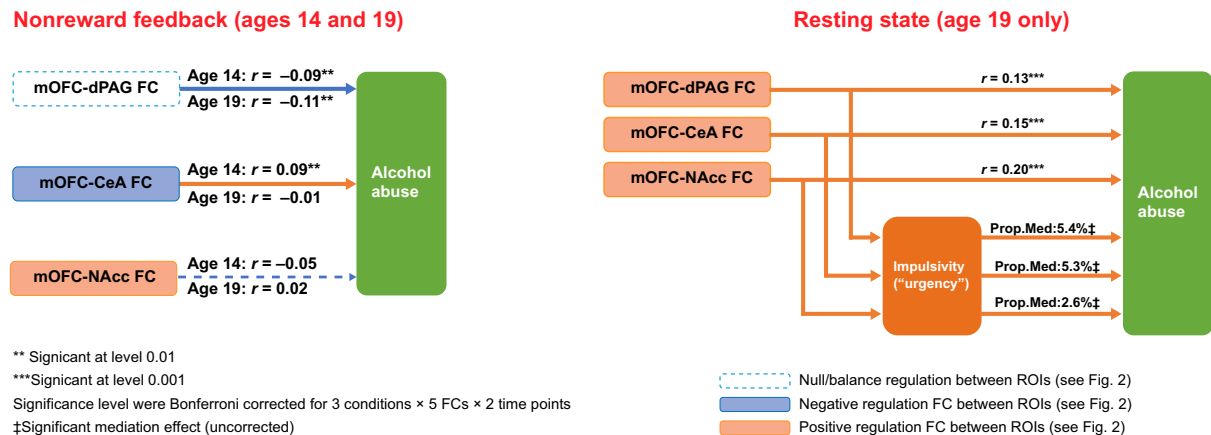 Nonreward feedback (ages 14 and 19)
mOFC-dPAG FC
Age 14: r = –0.09**
Age 19: r = –0.11**
mOFC-CeA FC
Age 14: r = 0.09**
Age 19: r = –0.01
mOFC-NAcc FC
Age 14: r = –0.05
Age 19: r = 0.02
Alcohol
abuse
** Signicant at level 0.01
***Signicant at level 0.001
Significance level were Bonferroni corrected for 3 conditions × 5 FCs × 2 time points
‡Significant mediation effect (uncorrected)
Resting state (age 19 only)
mOFC-dPAG FC
r = 0.13***
mOFC-CeA FC
r = 0.15***
mOFC-NAcc FC
r = 0.20***
Impulsivity
(“urgency”)
Prop.Med:5.4%‡
Prop.Med:5.3%‡
Prop.Med:2.6%‡
Alcohol
abuse
Null/balance regulation between ROIs (see Fig. 2)
Negative regulation FC between ROIs (see Fig. 2)
Positive regulation FC between ROIs (see Fig. 2)